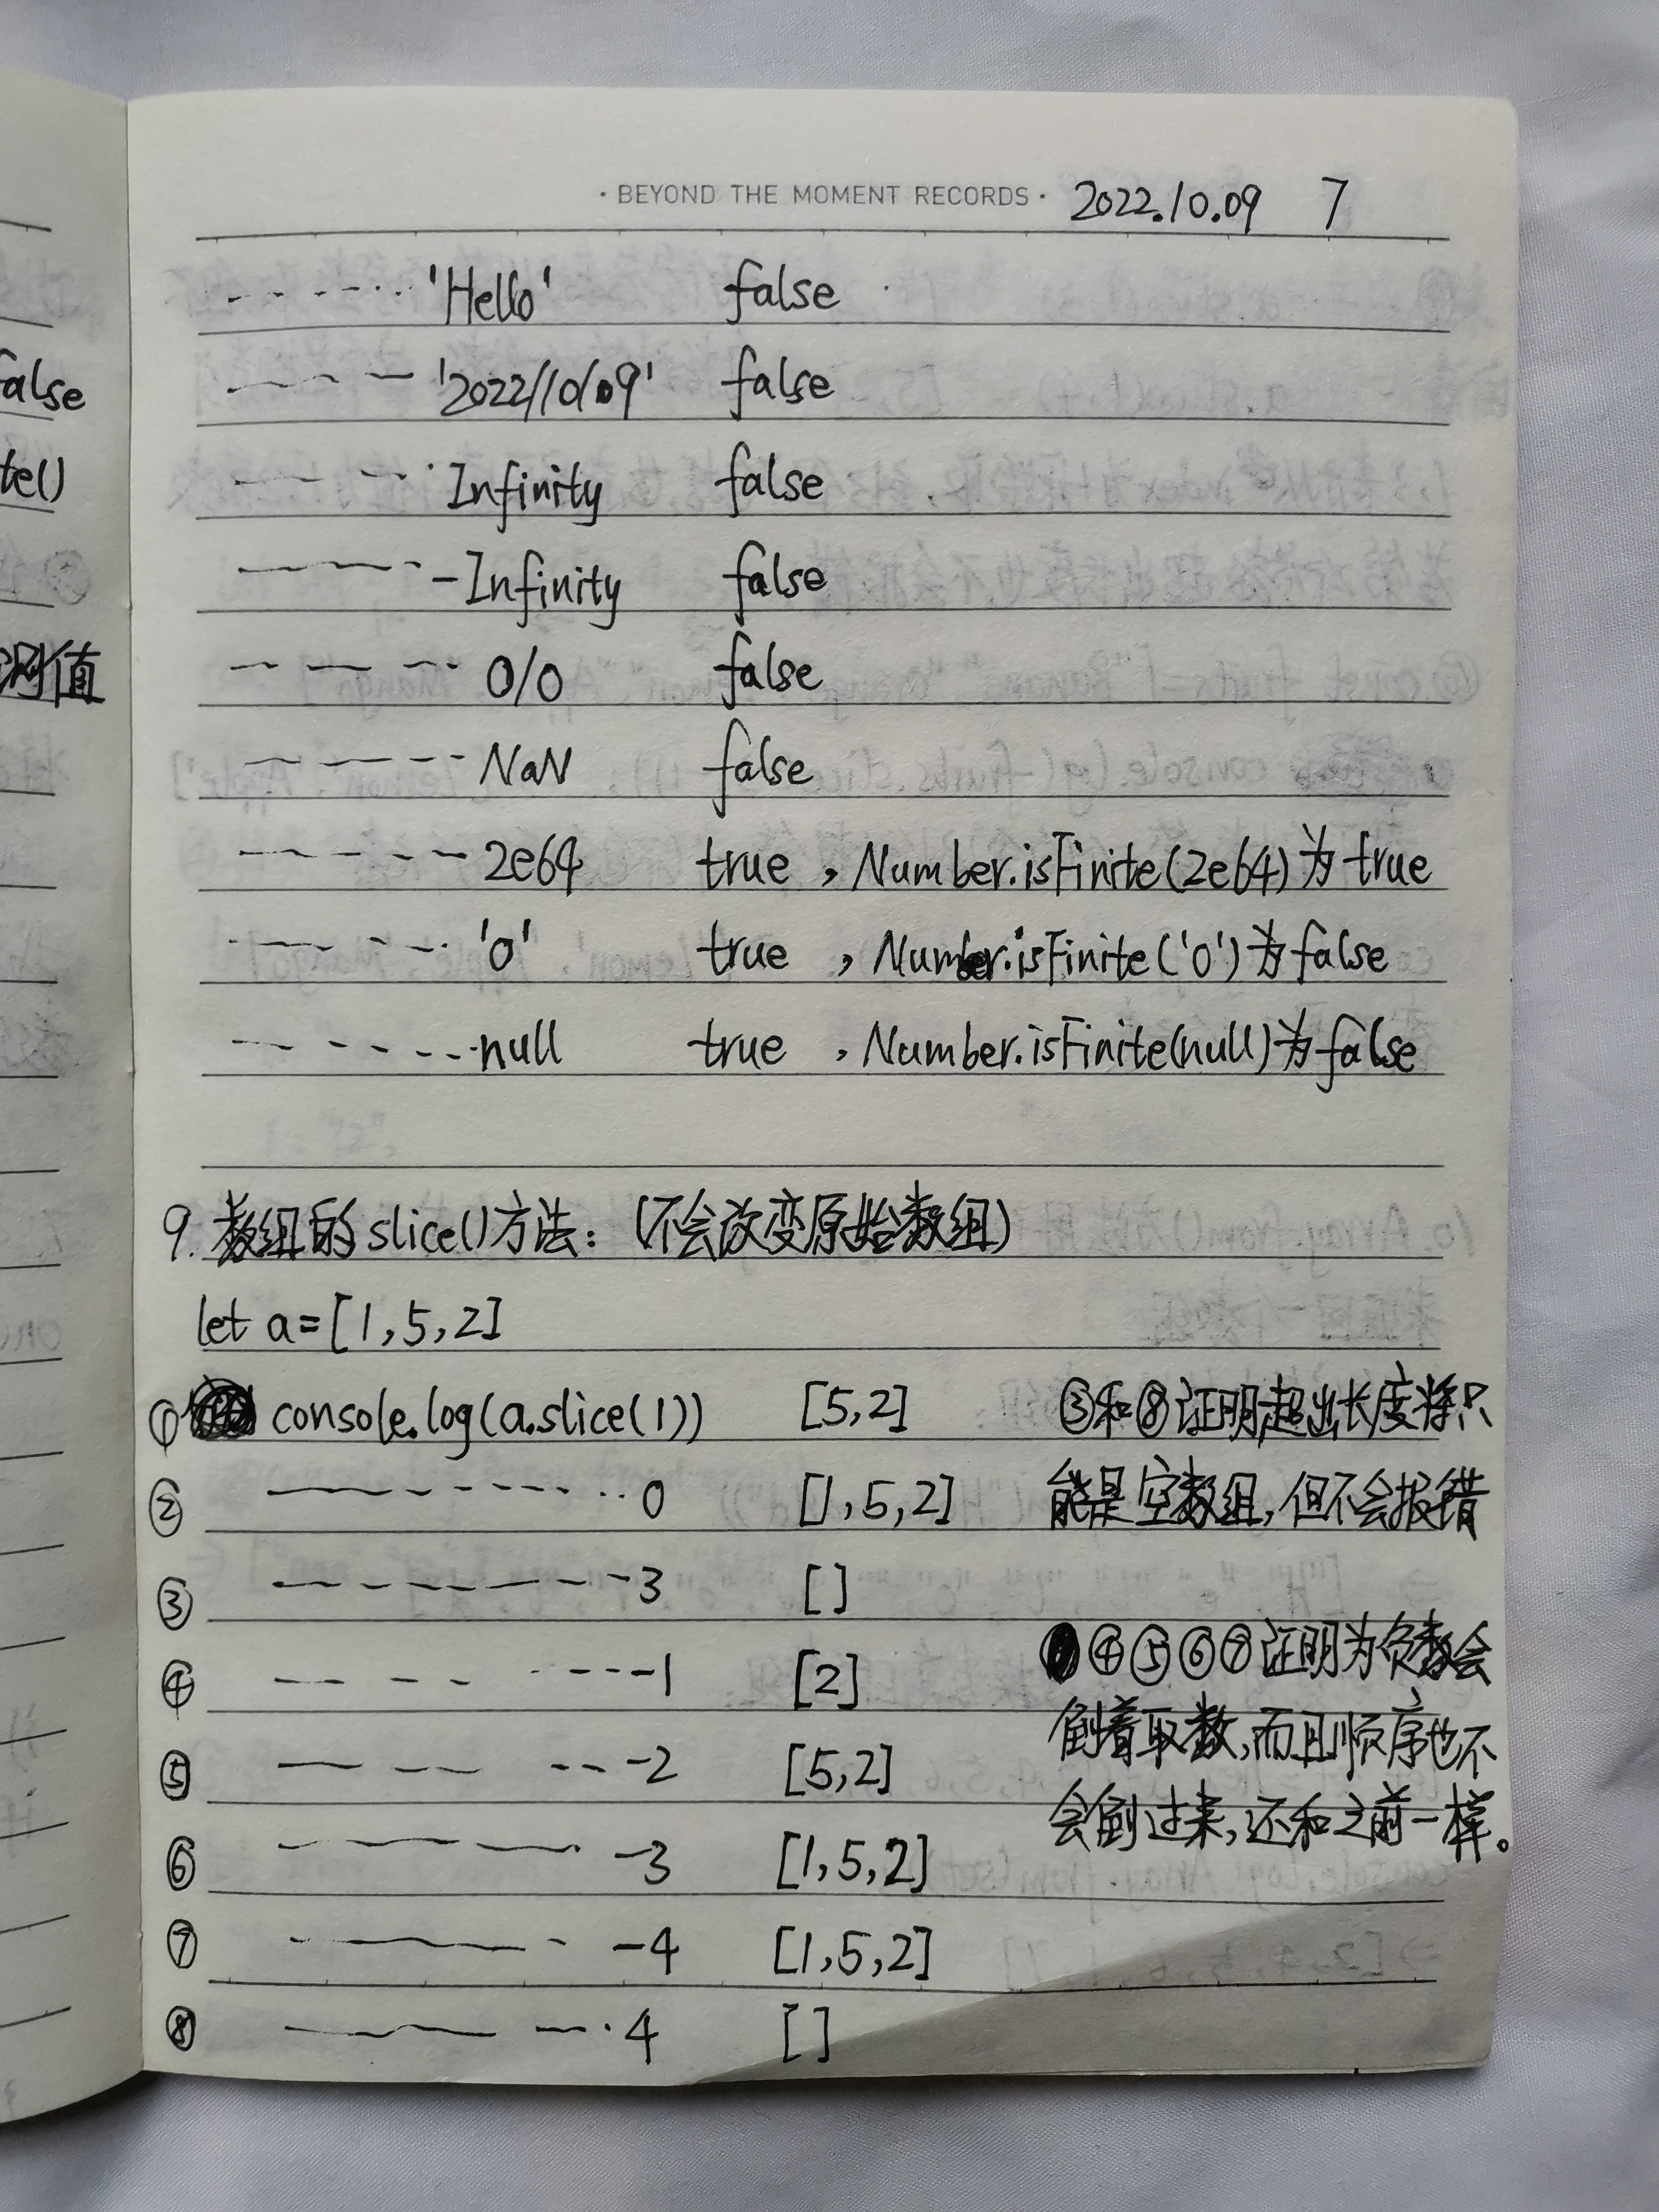 · BEYOND THE MOMENT RECORDS · 2022.10.09 7
'Hello' false
'2022/10/09' false
Infinity false
-Infinity false
0/0 false
NaN false
2e64 true , Number.isFinite(2e64)为true
'0' true , Number.isFinite('0')为false
null true , Number.isFinite(null)为false
9. 数组的slice()方法:(不会改变原始数组)
let a=[1,5,2]
① console.log(a.slice(1)) [5,2]
② 0 [1,5,2]
③ 3 []
④ -1 [2]
⑤ -2 [5,2]
⑥ -3 [1,5,2]
⑦ -4 [1,5,2]
⑧ 4 []
③和⑧证明超出长度将只
能是空数组,但不会报错
④⑤⑥⑦证明为负数会
倒着取数,而且顺序也不
会倒过来,还和之前一样。
false
te()
测值